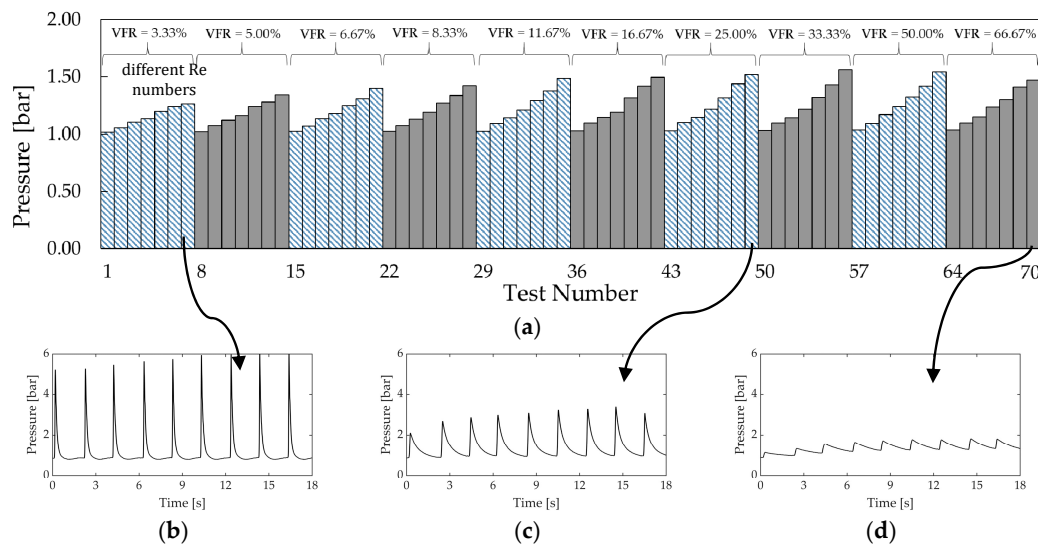 (a)
2.00
1.50
1.00
0.50
0.00
Pressure [bar]
VFR = 3.33%
VFR = 5.00%
VFR = 6.67%
VFR = 8.33%
VFR = 11.67%
VFR = 16.67%
VFR = 25.00%
VFR = 33.33%
VFR = 50.00%
VFR = 66.67%
different Re
numbers
1 8 15 22 29 36 43 50 57 64 70
Test Number
(a)
6
4
2
0
Pressure [bar]
0 3 6 9 12 15 18
Time [s]
(b)
6
4
2
0
Pressure [bar]
0 3 6 9 12 15 18
Time [s]
(c)
6
4
2
0
Pressure [bar]
0 3 6 9 12 15 18
Time [s]
(d)